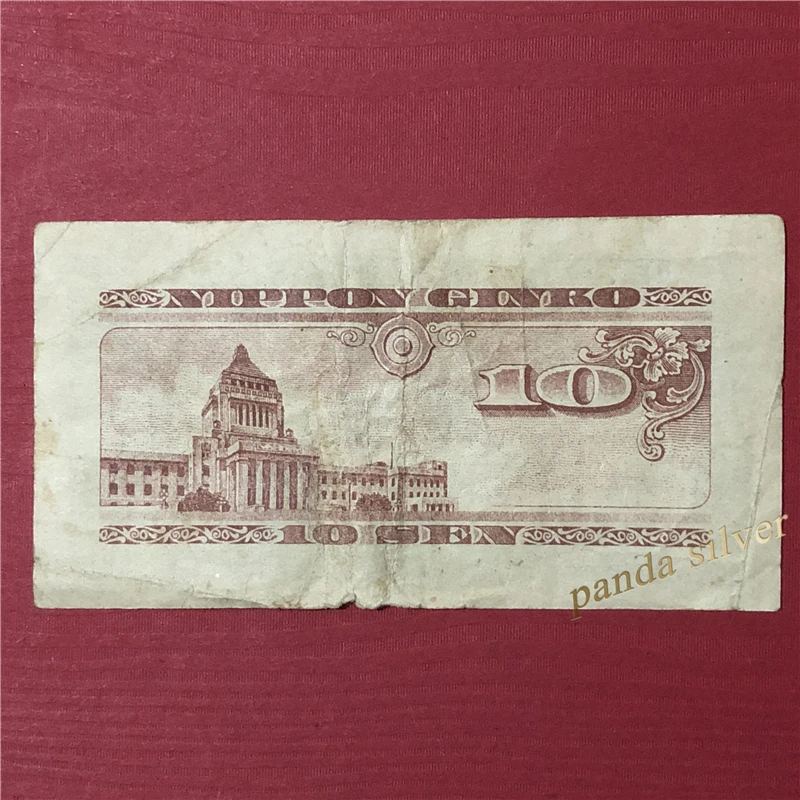 NIPPON GINKO
10
10 SEN
panda silver